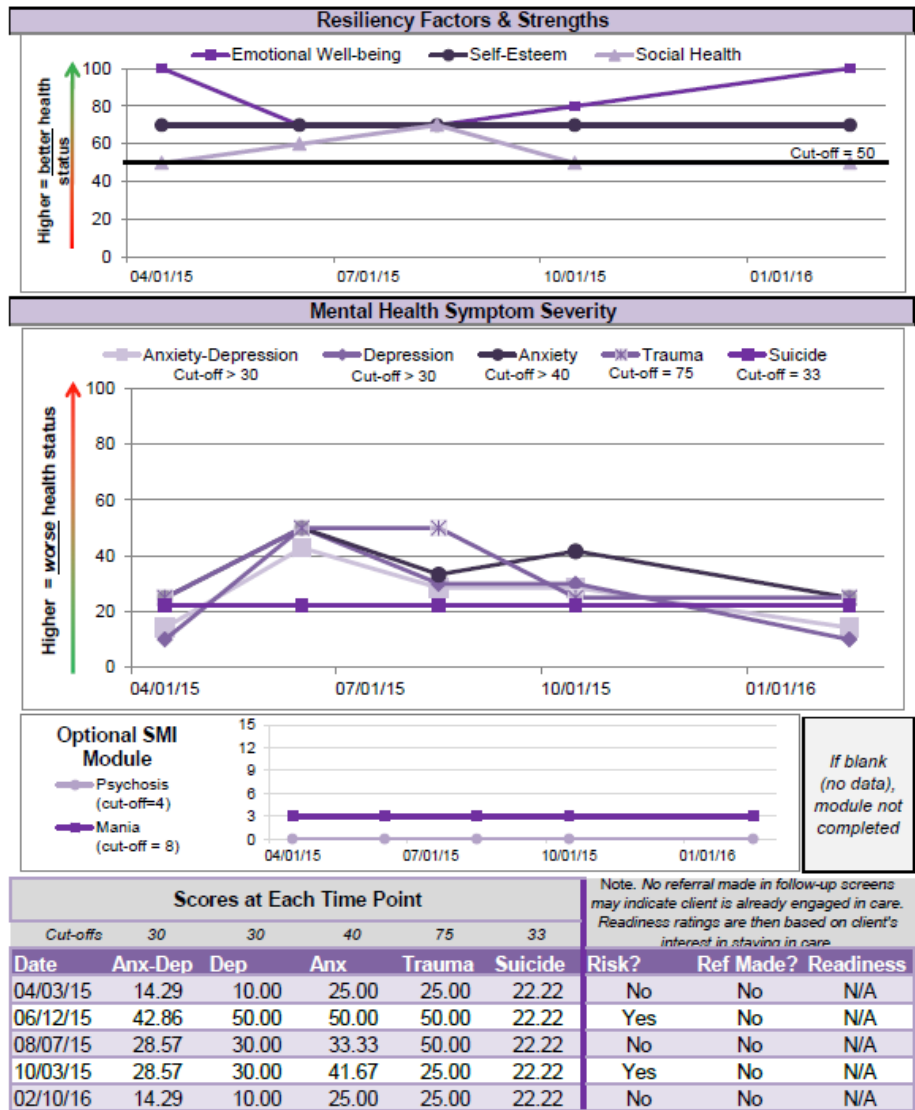 Resiliency Factors & Strengths
Emotional Well-being Self-Esteem Social Health
Higher = better health status
100
80
60
40
20
0
Cut-off = 50
04/01/15 07/01/15 10/01/15 01/01/16
Mental Health Symptom Severity
Anxiety-Depression Depression Anxiety Trauma Suicide
Cut-off > 30 Cut-off > 30 Cut-off > 40 Cut-off = 75 Cut-off = 33
Higher = worse health status
100
80
60
40
20
0
04/01/15 07/01/15 10/01/15 01/01/16
Optional SMI
Module
Psychosis
(cut-off=4)
Mania
(cut-off = 8)
15
12
9
6
3
0
04/01/15 07/01/15 10/01/15 01/01/16
If blank
(no data),
module not
completed
Scores at Each Time Point
Note. No referral made in follow-up screens
may indicate client is already engaged in care.
Readiness ratings are then based on client's
interest in staying in care
Cut-offs 30 30 40 75 33
Date Anx-Dep Dep Anx Trauma Suicide Risk? Ref Made? Readiness
04/03/15 14.29 10.00 25.00 25.00 22.22 No No N/A
06/12/15 42.86 50.00 50.00 50.00 22.22 Yes No N/A
08/07/15 28.57 30.00 33.33 50.00 22.22 No No N/A
10/03/15 28.57 30.00 41.67 25.00 22.22 Yes No N/A
02/10/16 14.29 10.00 25.00 25.00 22.22 No No N/A